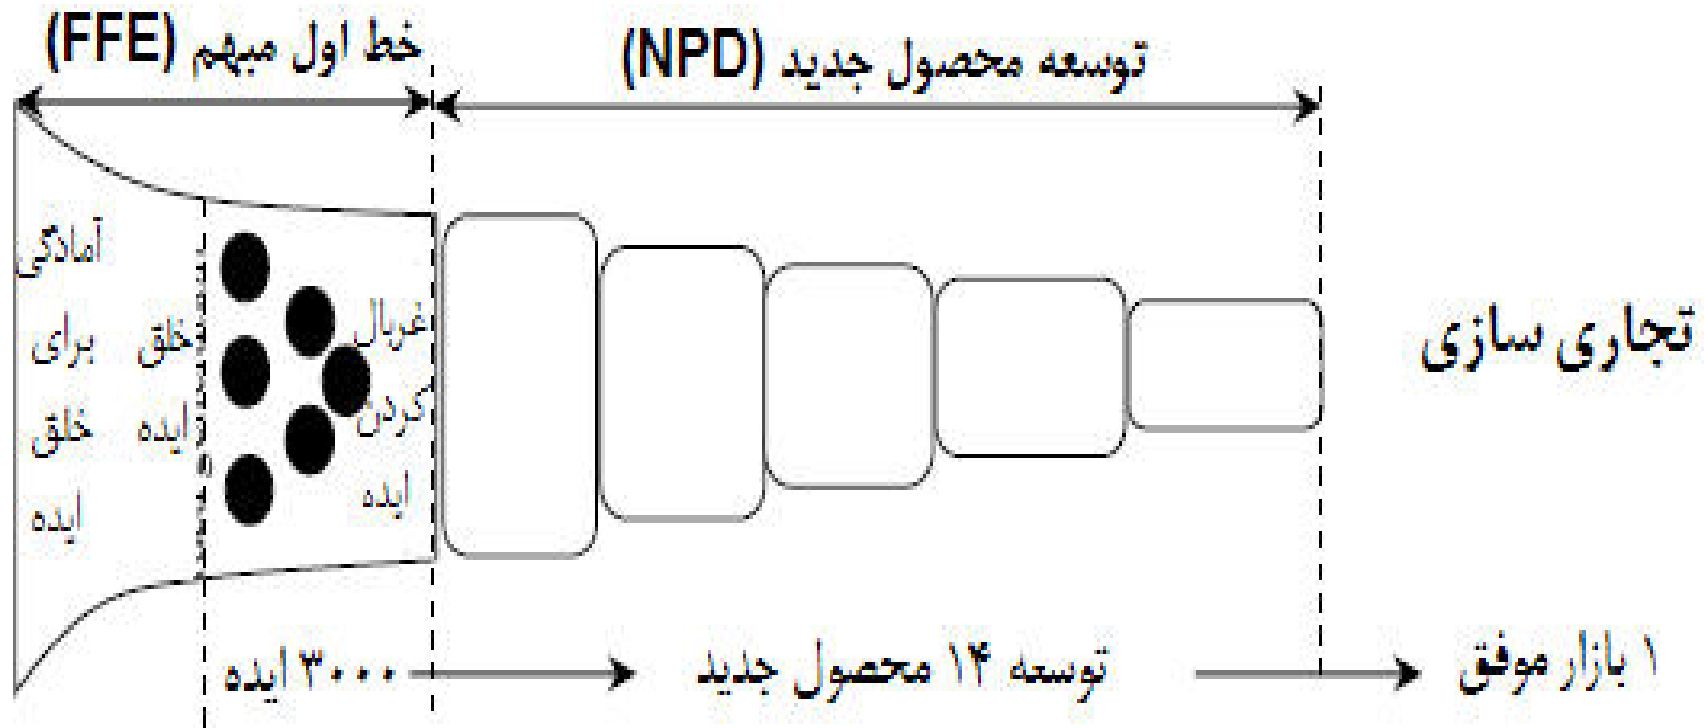 خط اول مبهم (FFE)
توسعه محصول جدید (NPD)
آمادگی
برای
خلق
ایده
خلق
ایده
غربال
کردن
ایده
تجاری سازی
۳۰۰۰ ایده
توسعه ۱۴ محصول جدید
۱ بازار موفق